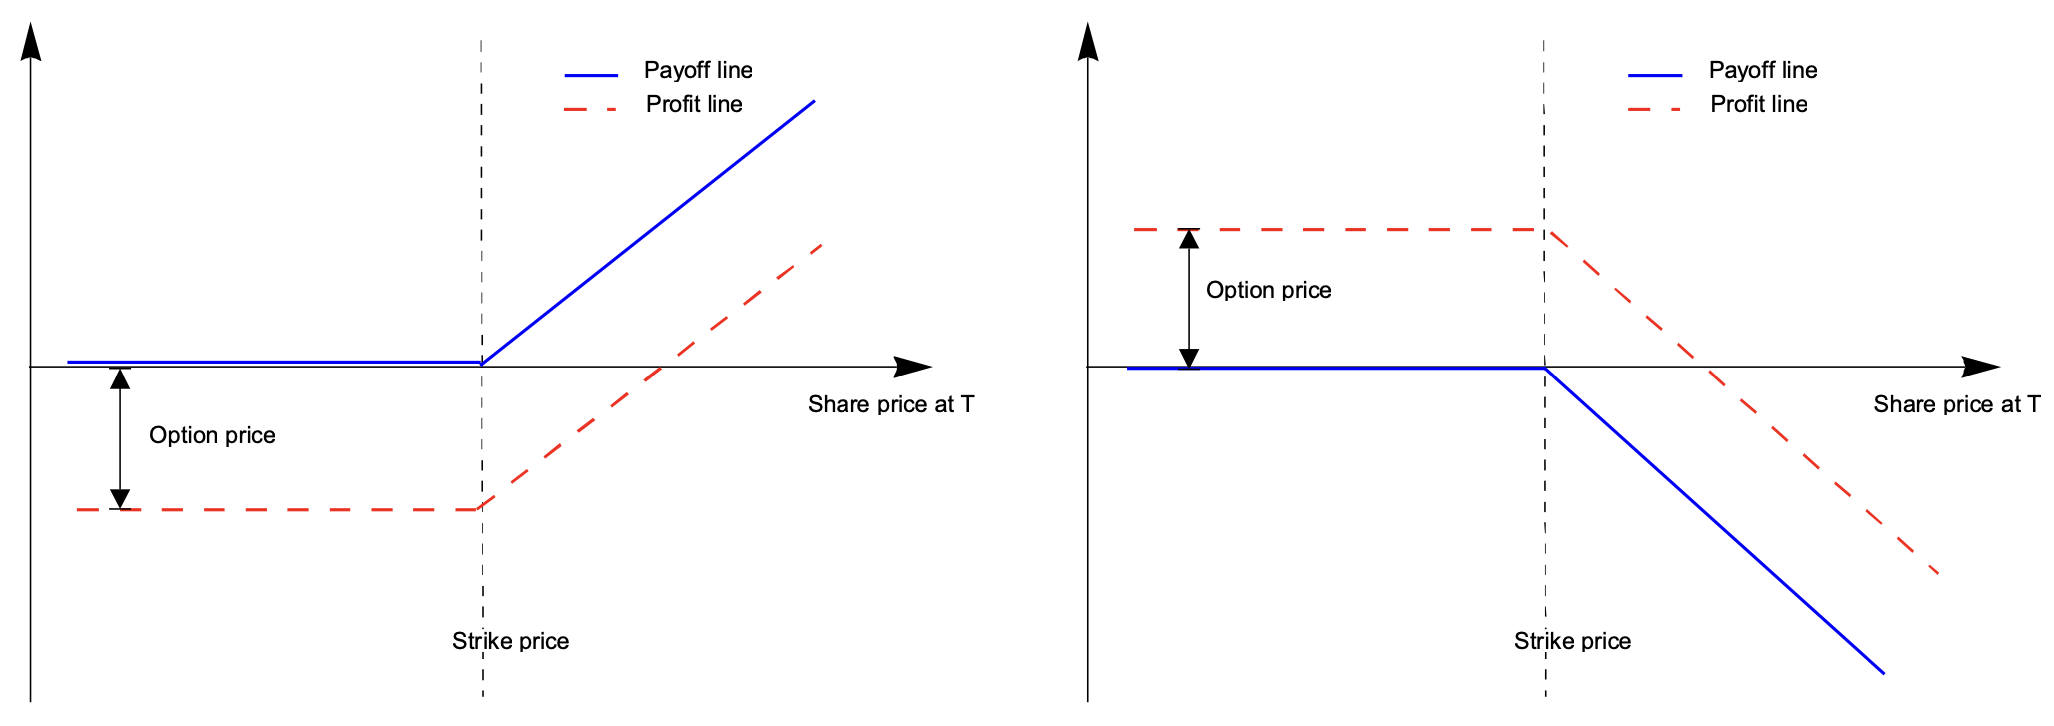 Payoff line
Profit line
Option price
Share price at T
Strike price
Payoff line
Profit line
Option price
Share price at T
Strike price